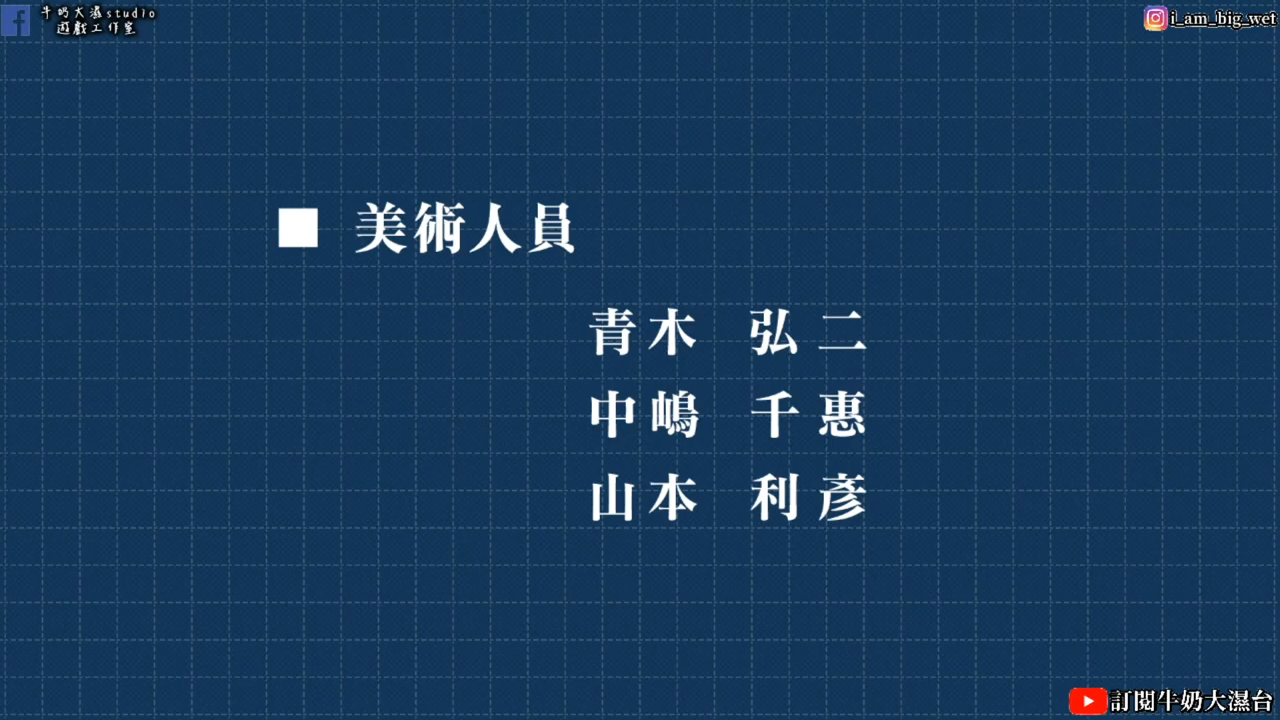 牛奶大濕studio
遊戲工作室
i_am_big_wet
■ 美術人員
青木 弘二
中嶋 千惠
山本 利彥
訂閱牛奶大濕台